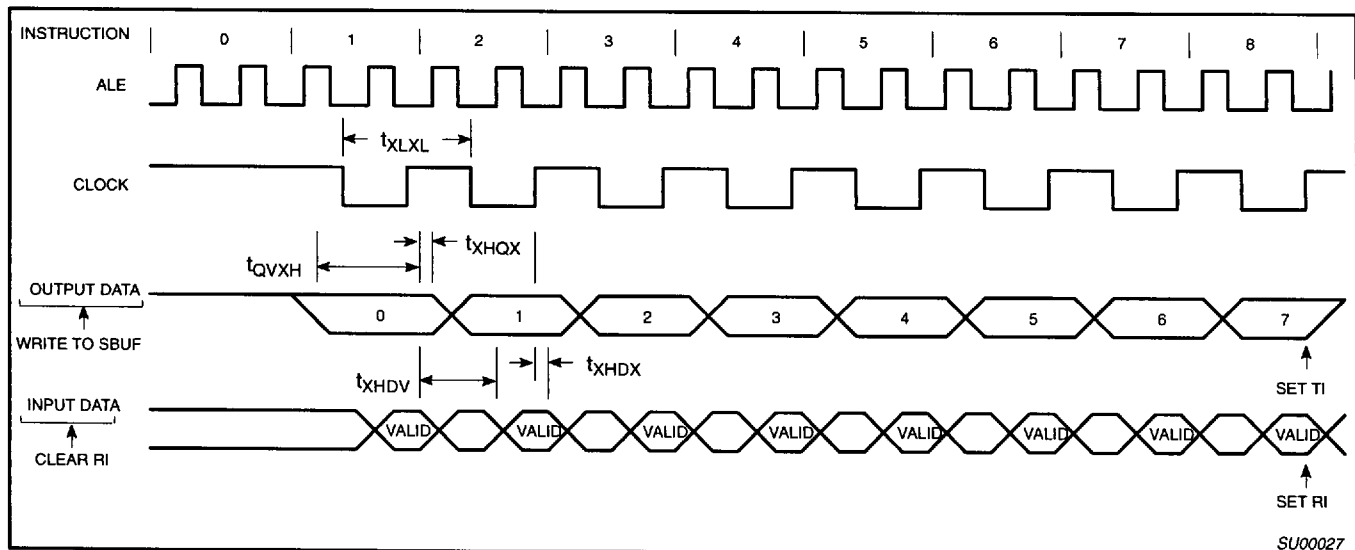 INSTRUCTION 0 1 2 3 4 5 6 7 8
ALE
tXLXL
CLOCK
tXHQX
tQVXH
OUTPUT DATA
0 1 2 3 4 5 6 7
WRITE TO SBUF
tXHDX
tXHDV
SET TI
INPUT DATA
VALID VALID VALID VALID VALID VALID VALID VALID
CLEAR RI
SET RI
SU00027